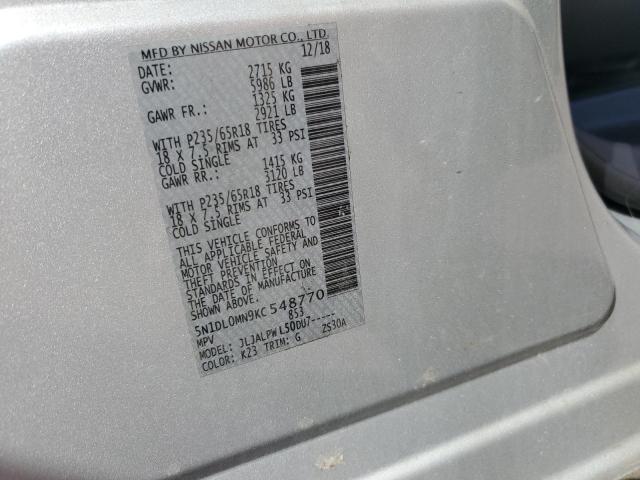 MFD BY NISSAN MOTOR CO., LTD.
DATE: 12/18
GVWR: 2715 KG
5986 LB
GAWR FR.: 1325 KG
2921 LB
WITH P235/65R18 TIRES
18 X 7.5 RIMS AT 33 PSI
COLD SINGLE
GAWR RR.: 1415 KG
3120 LB
WITH P235/65R18 TIRES
18 X 7.5 RIMS AT 33 PSI
COLD SINGLE
THIS VEHICLE CONFORMS TO
ALL APPLICABLE FEDERAL
MOTOR VEHICLE SAFETY AND
THEFT PREVENTION
STANDARDS IN EFFECT ON
THE DATE OF MANUFACTURE
SHOWN ABOVE.
5N1DL0MN9KC548770
MPV 853
MODEL: JLJALPWL50DU7-----
COLOR: K23 TRIM: G ZS30A